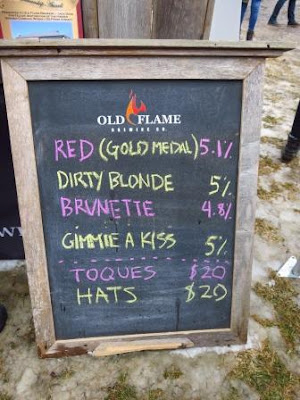 OLD FLAME
BREWING CO.
RED (GOLD MEDAL) 5.1%
DIRTY BLONDE 5%
BRUNETTE 4.8%
GIMMIE A KISS 5%
TOQUES $20
HATS $20